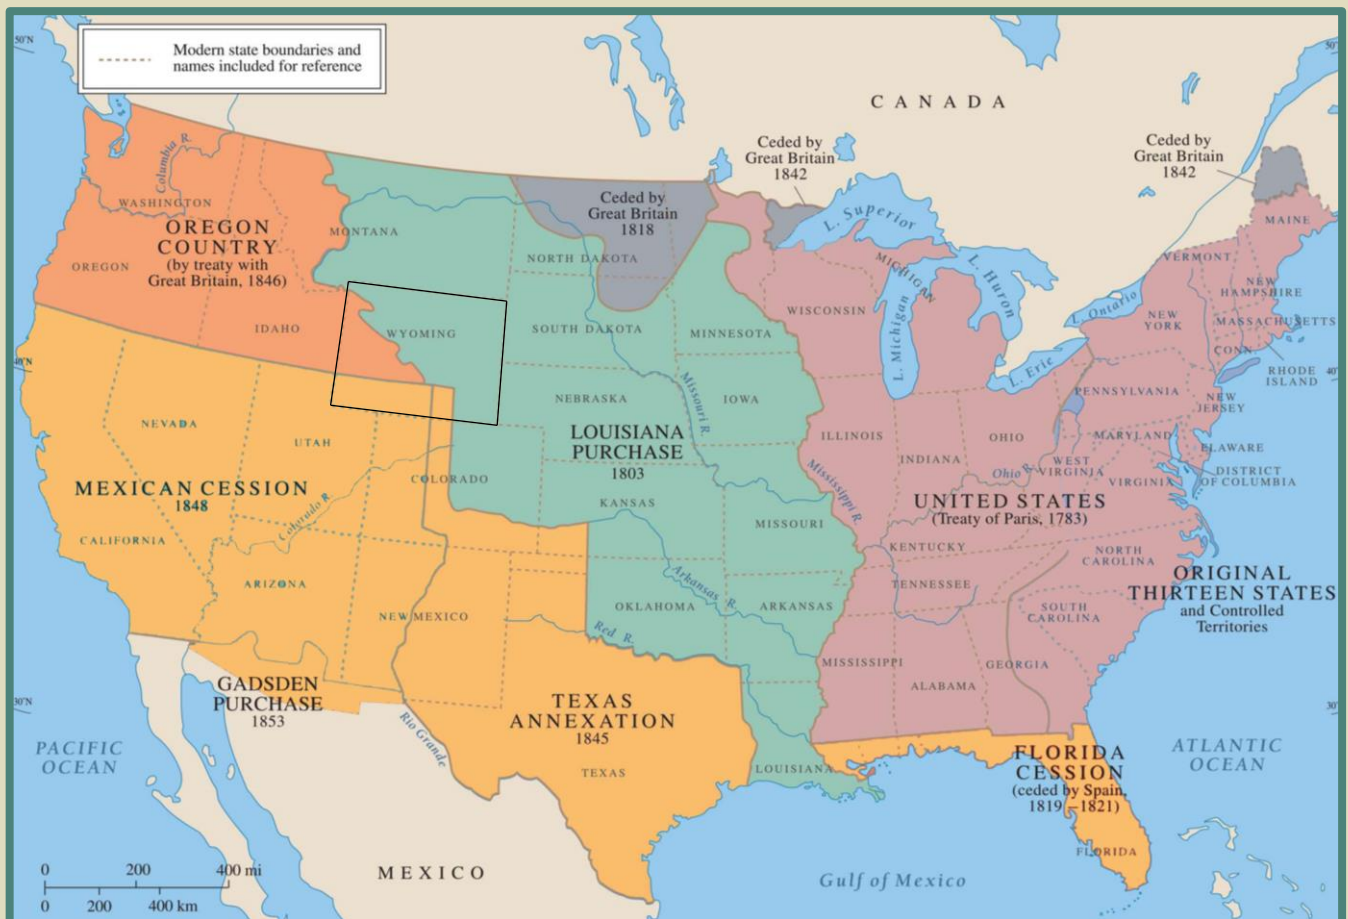 50°N
Modern state boundaries and
names included for reference
CANADA
50°
Ceded by
Great Britain
1842
Ceded by
Great Britain
1842
Columbia R.
WASHINGTON
OREGON
COUNTRY
(by treaty with
Great Britain, 1846)
OREGON
IDAHO
MONTANA
WYOMING
Ceded by
Great Britain
1818
NORTH DAKOTA
SOUTH DAKOTA
MINNESOTA
L. Superior
MICHIGAN
L. Huron
L. Michigan
WISCONSIN
L. Ontario
L. Erie
MAINE
VERMONT
NEW
HAMPSHIRE
NEW
YORK
MASSACHUSETTS
CONN.
RHODE
ISLAND
40°N
40°
NEBRASKA
Missouri R.
IOWA
PENNSYLVANIA
NEW
JERSEY
NEVADA
UTAH
LOUISIANA
PURCHASE
1803
ILLINOIS
INDIANA
OHIO
MARYLAND
ELAWARE
WEST
VIRGINIA
VIRGINIA
DISTRICT
OF COLUMBIA
Ohio R.
MEXICAN CESSION
1848
Colorado R.
COLORADO
KANSAS
MISSOURI
Mississippi R.
UNITED STATES
(Treaty of Paris, 1783)
CALIFORNIA
ARIZONA
NEW MEXICO
KENTUCKY
NORTH
CAROLINA
TENNESSEE
ORIGINAL
THIRTEEN STATES
and Controlled
Territories
Arkansas R.
OKLAHOMA
ARKANSAS
SOUTH
CAROLINA
Red R.
MISSISSIPPI
ALABAMA
GEORGIA
GADSDEN
PURCHASE
1853
30°N
30°
TEXAS
ANNEXATION
1845
TEXAS
Rio Grande
PACIFIC
OCEAN
LOUISIANA
FLORIDA
CESSION
(ceded by Spain,
1819–1821)
FLORIDA
ATLANTIC
OCEAN
MEXICO
Gulf of Mexico
0 200 400 mi
0 200 400 km